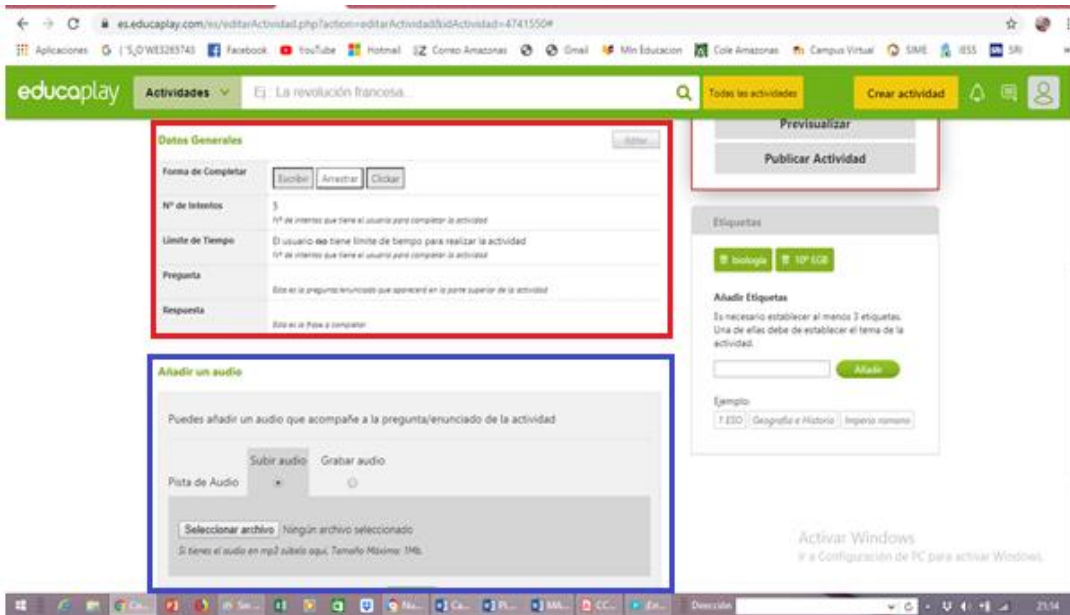 es.educaplay.com/es/editarActividad.php?action=editarActividad&idActividad=4741550#
Aplicaciones Facebook YouTube Hotmail Correo Amazonas Gmail Min Educacion Cole Amazonas Campus Virtual SIME IESS SRI
educaplay Actividades Ej.: La revolución francesa... Todas las actividades Crear actividad
Datos Generales Editar
Forma de Completar Escribir Arrastrar Clickar
Nº de Intentos 5
Nº de intentos que tiene el usuario para completar la actividad
Límite de Tiempo El usuario no tiene límite de tiempo para realizar la actividad
Nº de intentos que tiene el usuario para completar la actividad
Pregunta
Esta es la pregunta/enunciado que aparecerá en la parte superior de la actividad
Respuesta
Esta es la frase a completar
Añadir un audio
Puedes añadir un audio que acompañe a la pregunta/enunciado de la actividad
Subir audio Grabar audio
Pista de Audio
Seleccionar archivo Ningún archivo seleccionado
Si tienes el audio en mp3 súbelo aquí. Tamaño Máximo: 1Mb.
Previsualizar
Publicar Actividad
Etiquetas
biología 10º EGB
Añadir Etiquetas
Es necesario establecer al menos 3 etiquetas.
Una de ellas debe de establecer el tema de la
actividad.
Añadir
Ejemplo:
1 ESO Geografía e Historia Imperio romano
Activar Windows
Ir a Configuración de PC para activar Windows.
Dirección 21:14